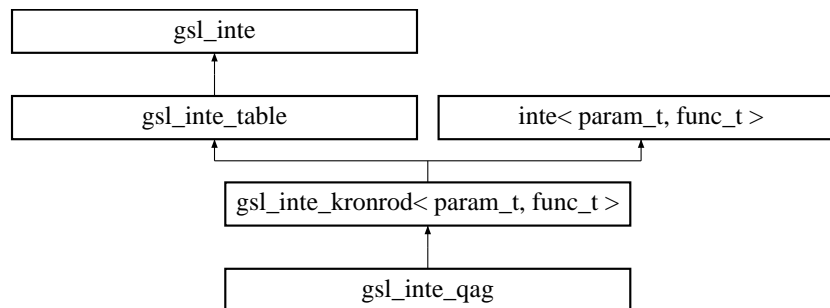 gsl_inte
gsl_inte_table
inte< param_t, func_t >
gsl_inte_kronrod< param_t, func_t >
gsl_inte_qag